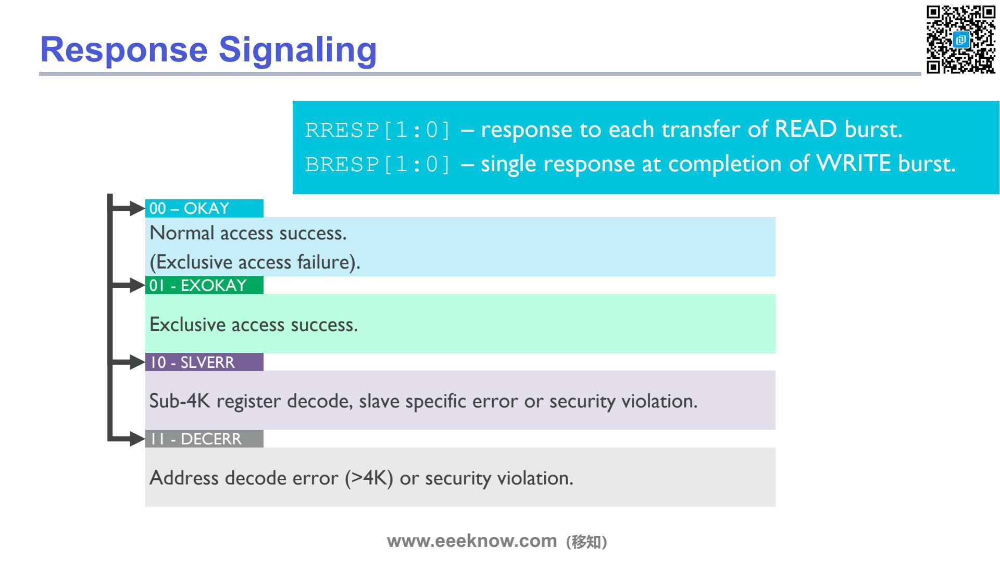 Response Signaling
RRESP[1:0] – response to each transfer of READ burst.
BRESP[1:0] – single response at completion of WRITE burst.
00 – OKAY
Normal access success.
(Exclusive access failure).
01 - EXOKAY
Exclusive access success.
10 - SLVERR
Sub-4K register decode, slave specific error or security violation.
11 - DECERR
Address decode error (>4K) or security violation.
www.eeeknow.com (移知)